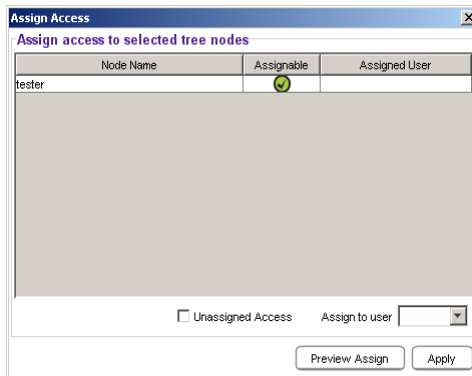 Assign Access
Assign access to selected tree nodes
Node Name Assignable Assigned User
tester
Unassigned Access Assign to user
Preview Assign Apply